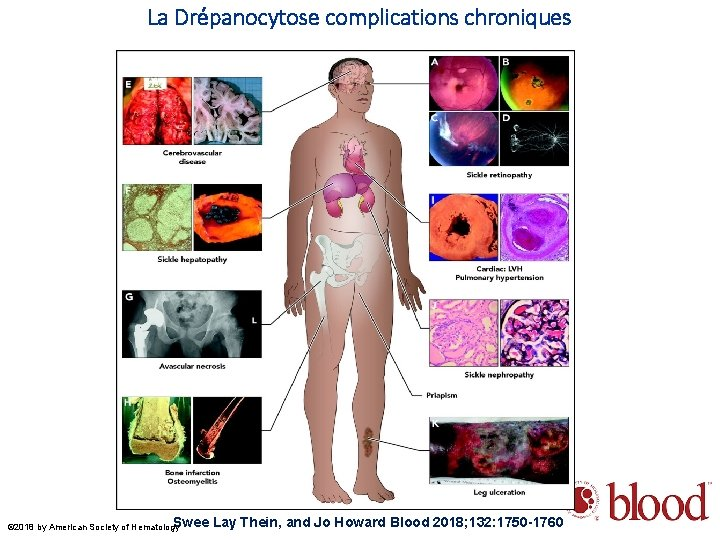 La Drépanocytose complications chroniques
E
A
B
C
D
Cerebrovascular
disease
Sickle retinopathy
I
Sickle hepatopathy
Cardiac: LVH
Pulmonary hypertension
G
L
Avascular necrosis
Sickle nephropathy
Priapism
H
K
Bone infarction
Osteomyelitis
Leg ulceration
blood
©2018 by American Society of Hematology
Swee Lay Thein, and Jo Howard Blood 2018; 132: 1750-1760